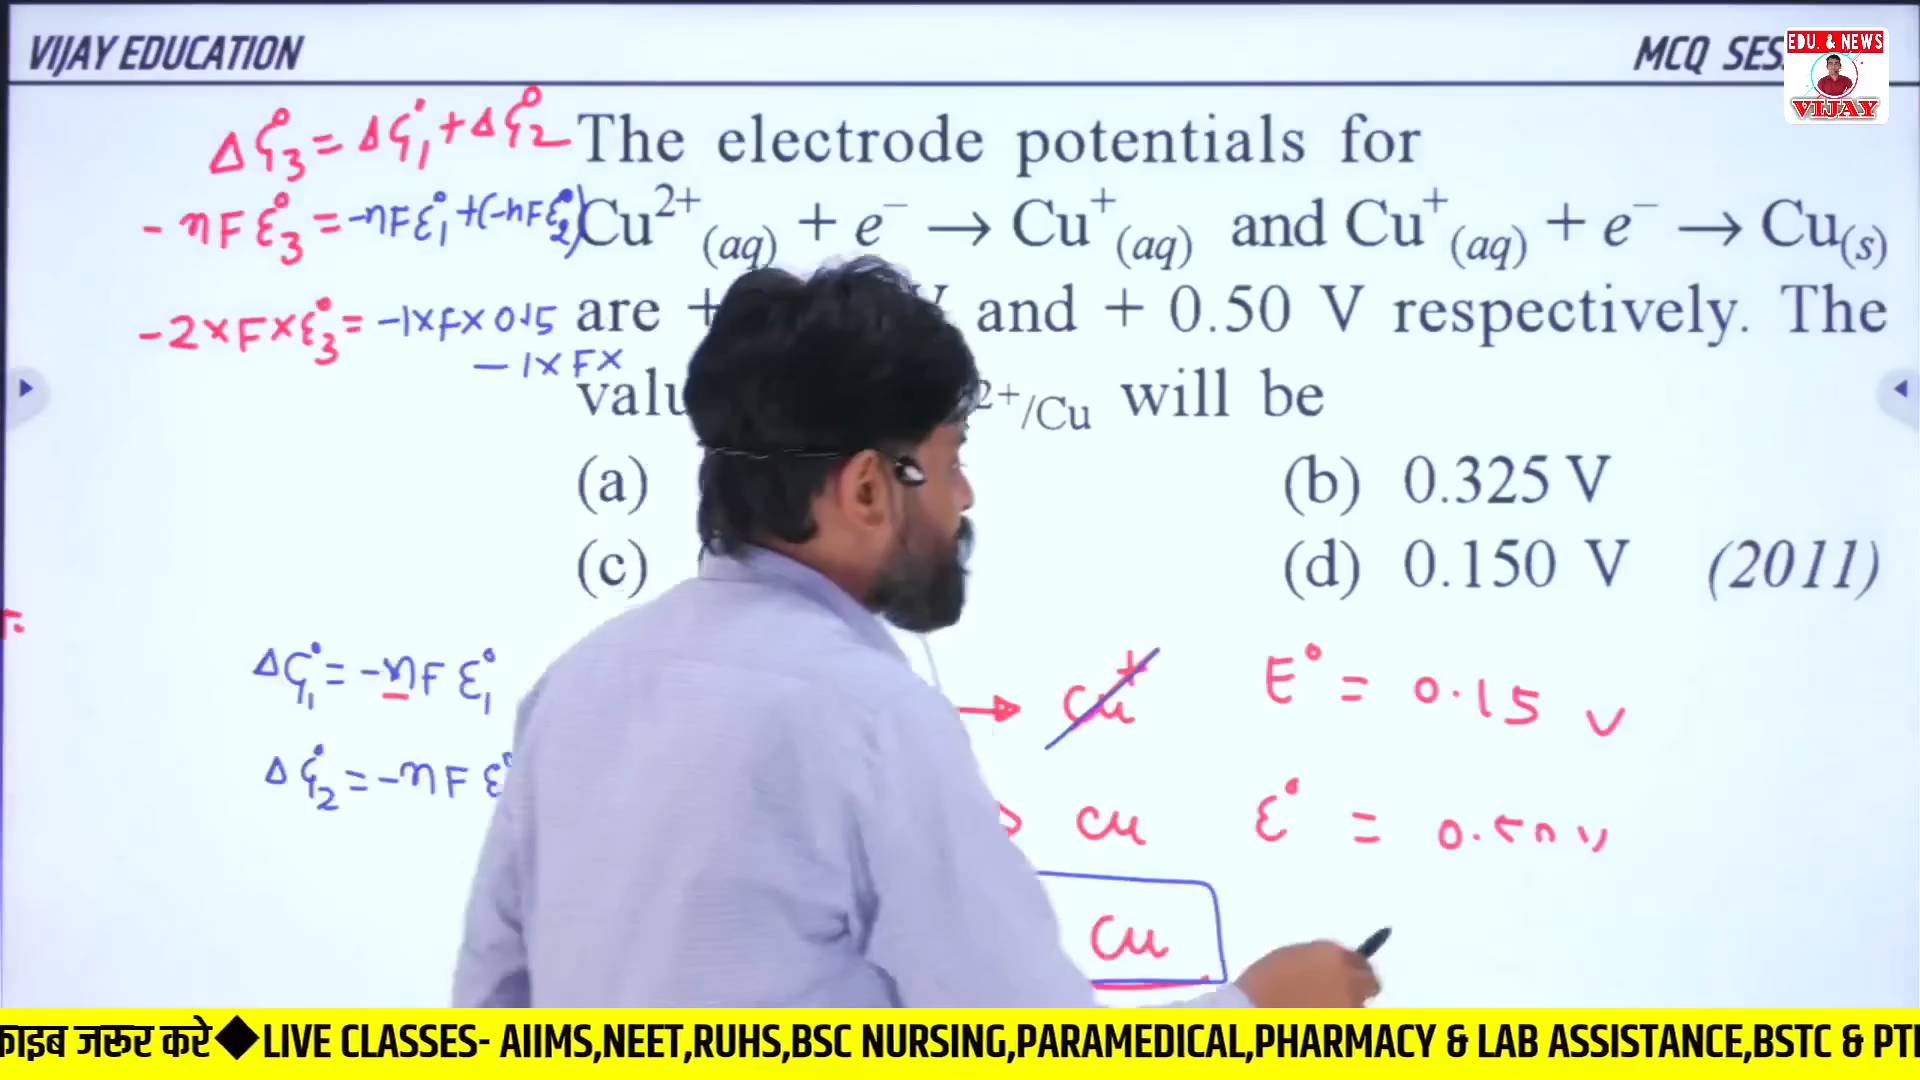 VIJAY EDUCATION
MCQ SES
EDU. & NEWS
VIJAY
ΔG°₃ = ΔG°₁ + ΔG°₂
-nFE°₃ = -nFE°₁ + (-nFE°₂)
-2×F×E°₃ = -1×F×0.15
-1×F×
The electrode potentials for
Cu²⁺(aq) + e⁻ → Cu⁺(aq) and Cu⁺(aq) + e⁻ → Cu(s)
are + V and + 0.50 V respectively. The
²⁺/Cu will be
(a)
(b) 0.325 V
(c)
(d) 0.150 V (2011)
ΔG°₁ = -nFE°₁
→ Cu⁺ E° = 0.15 V
ΔG°₂ = -nFE°
Cu E° = 0.50 V
Cu
जरूर करे◆LIVE CLASSES- AIIMS,NEET,RUHS,BSC NURSING,PARAMEDICAL,PHARMACY & LAB ASSISTANCE,BSTC &